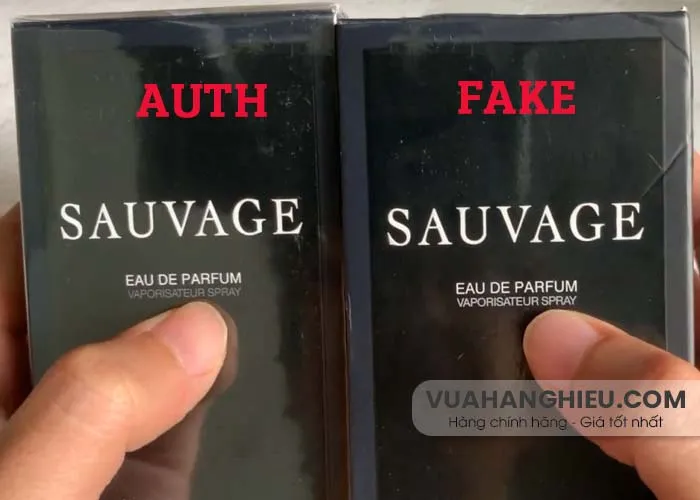 AUTH
FAKE
SAUVAGE
EAU DE PARFUM
VAPORISATEUR SPRAY
SAUVAGE
EAU DE PARFUM
VAPORISATEUR SPRAY
VUAHANGHIEU.COM
Hàng chính hãng - Giá tốt nhất